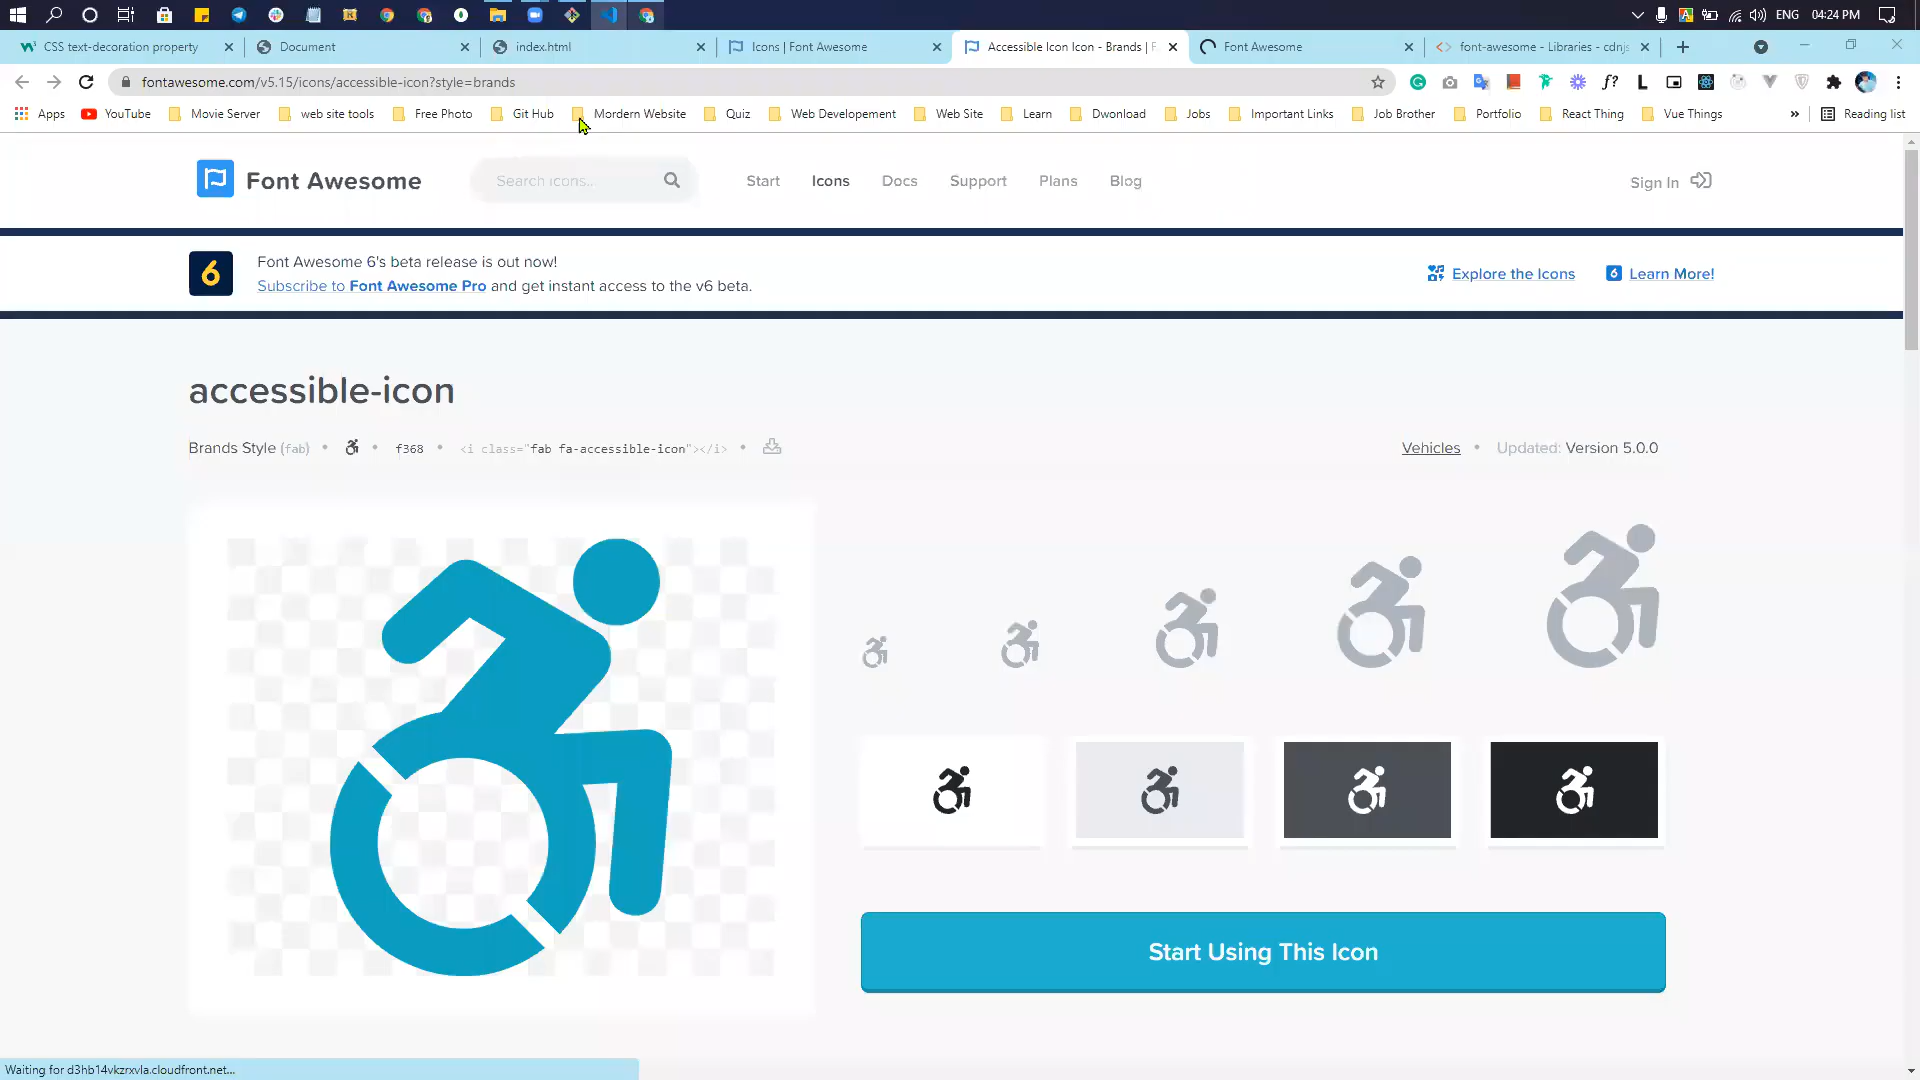 ENG 04:24 PM
CSS text-decoration property
Document
index.html
Icons | Font Awesome
Accessible Icon Icon - Brands | F
Font Awesome
font-awesome - Libraries - cdnjs
fontawesome.com/v5.15/icons/accessible-icon?style=brands
Apps YouTube Movie Server web site tools Free Photo Git Hub Mordern Website Quiz Web Developement Web Site Learn Dwonload Jobs Important Links Job Brother Portfolio React Thing Vue Things » Reading list
Font Awesome Search icons... Start Icons Docs Support Plans Blog Sign In
6 Font Awesome 6's beta release is out now!
Subscribe to Font Awesome Pro and get instant access to the v6 beta.
Explore the Icons 6 Learn More!
accessible-icon
Brands Style (fab) • • f368 • <i class="fab fa-accessible-icon"></i> • Vehicles • Updated: Version 5.0.0
Start Using This Icon
Waiting for d3hb14vkzrxvla.cloudfront.net...